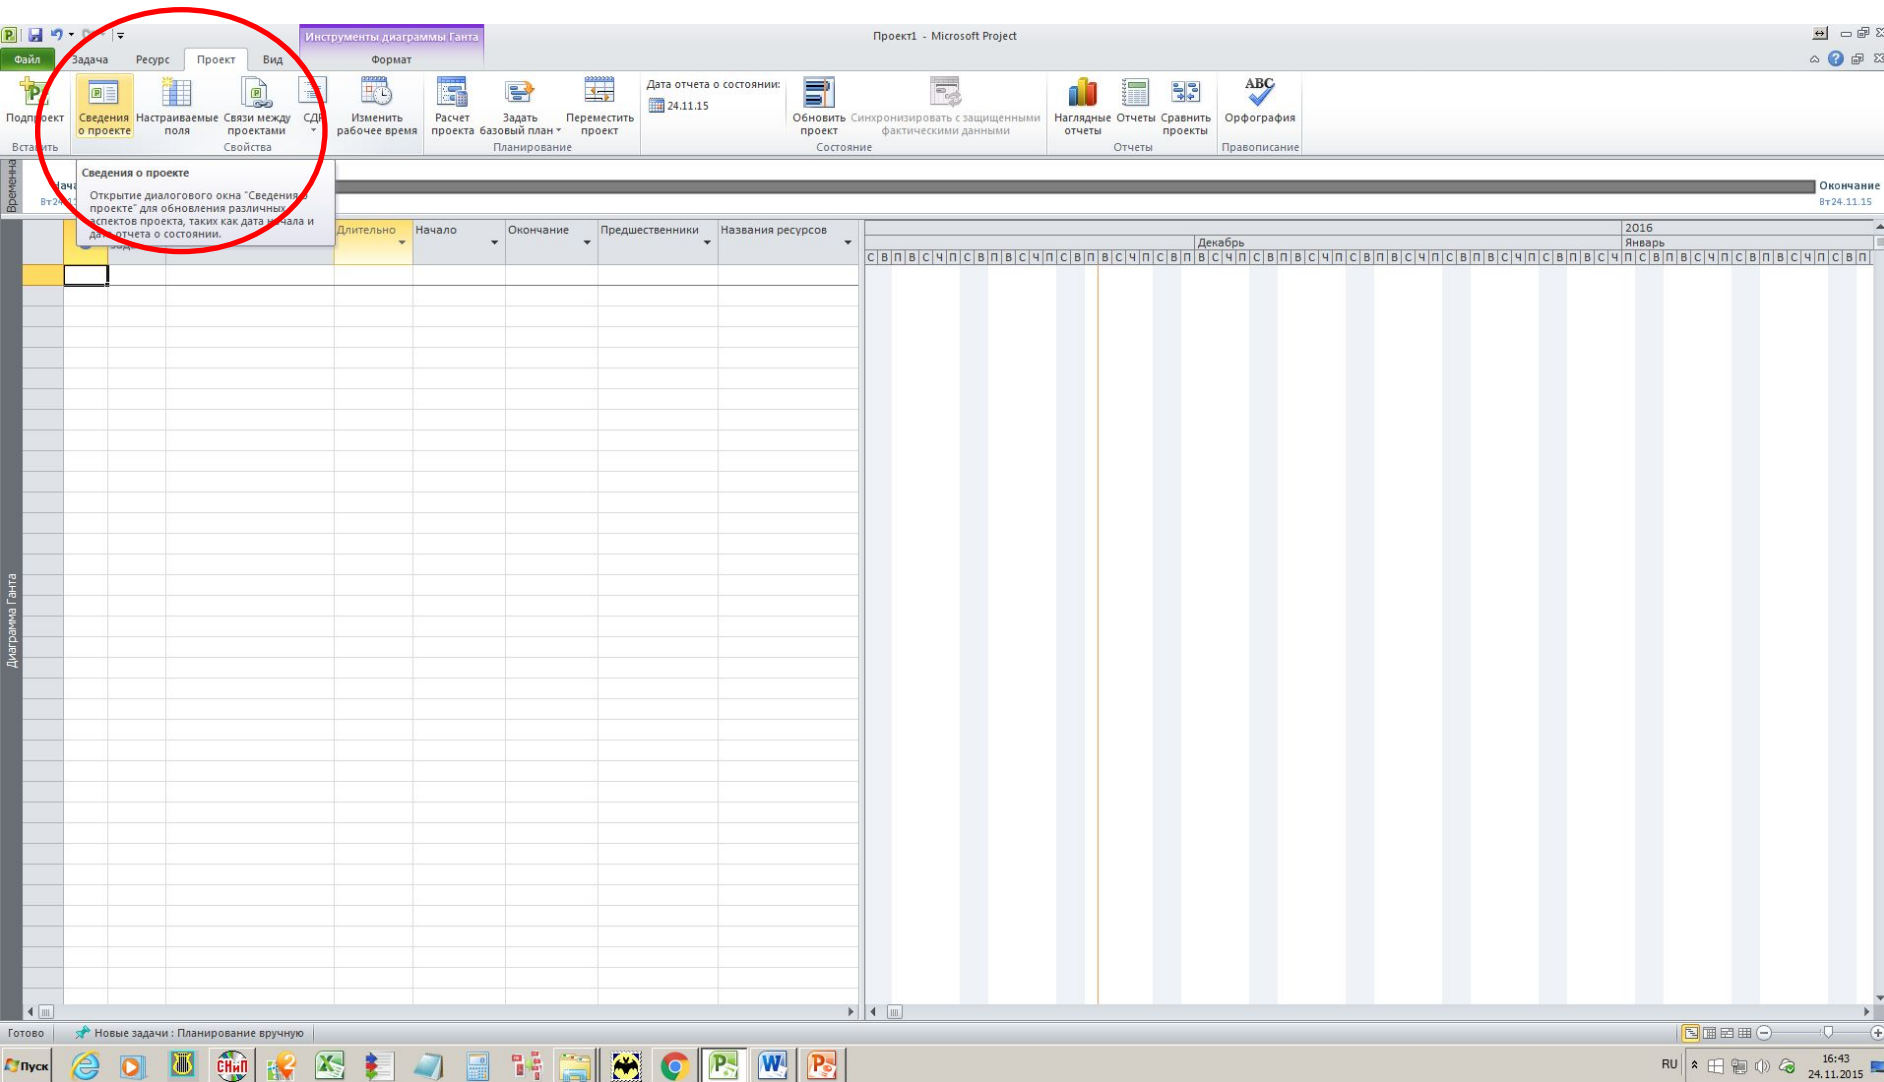 Инструменты диаграммы Ганта
Проект1 - Microsoft Project
Файл Задача Ресурс Проект Вид Формат
Подпроект
Сведения о проекте
Настраиваемые поля
Связи между проектами
СДР
Изменить рабочее время
Расчет проекта
Задать базовый план
Переместить проект
Дата отчета о состоянии:
24.11.15
Обновить проект
Синхронизировать с защищенными фактическими данными
Наглядные отчеты
Отчеты
Сравнить проекты
ABC
Орфография
Вставить Свойства Планирование Состояние Отчеты Правописание
Временна
Сведения о проекте
Открытие диалогового окна "Сведения о
проекте" для обновления различных
аспектов проекта, таких как дата начала и
дата отчета о состоянии.
Окончание
Вт24.11.15
Длительно Начало Окончание Предшественники Названия ресурсов
2016
Декабрь Январь
С В П В С Ч П С В П В С Ч П С В П В С Ч П С В П В С Ч П С В П В С Ч П С В П В С Ч П С В П В С Ч П С В П В С Ч П С В П В С Ч П С В П
Диаграмма Ганта
Готово Новые задачи : Планирование вручную
Пуск
СНиП
RU
16:43
24.11.2015